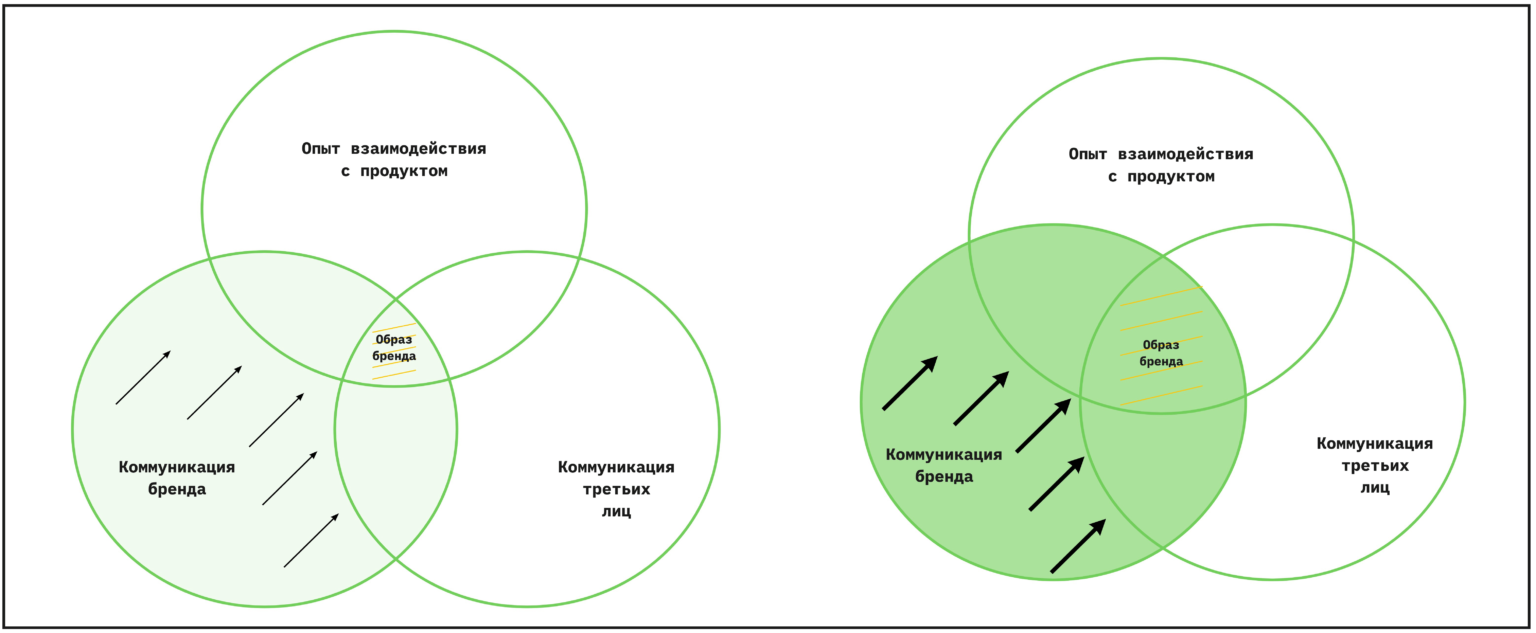 Опыт взаимодействия
с продуктом
Образ
бренда
Коммуникация
бренда
Коммуникация
третьих
лиц
Опыт взаимодействия
с продуктом
Образ
бренда
Коммуникация
бренда
Коммуникация
третьих
лиц